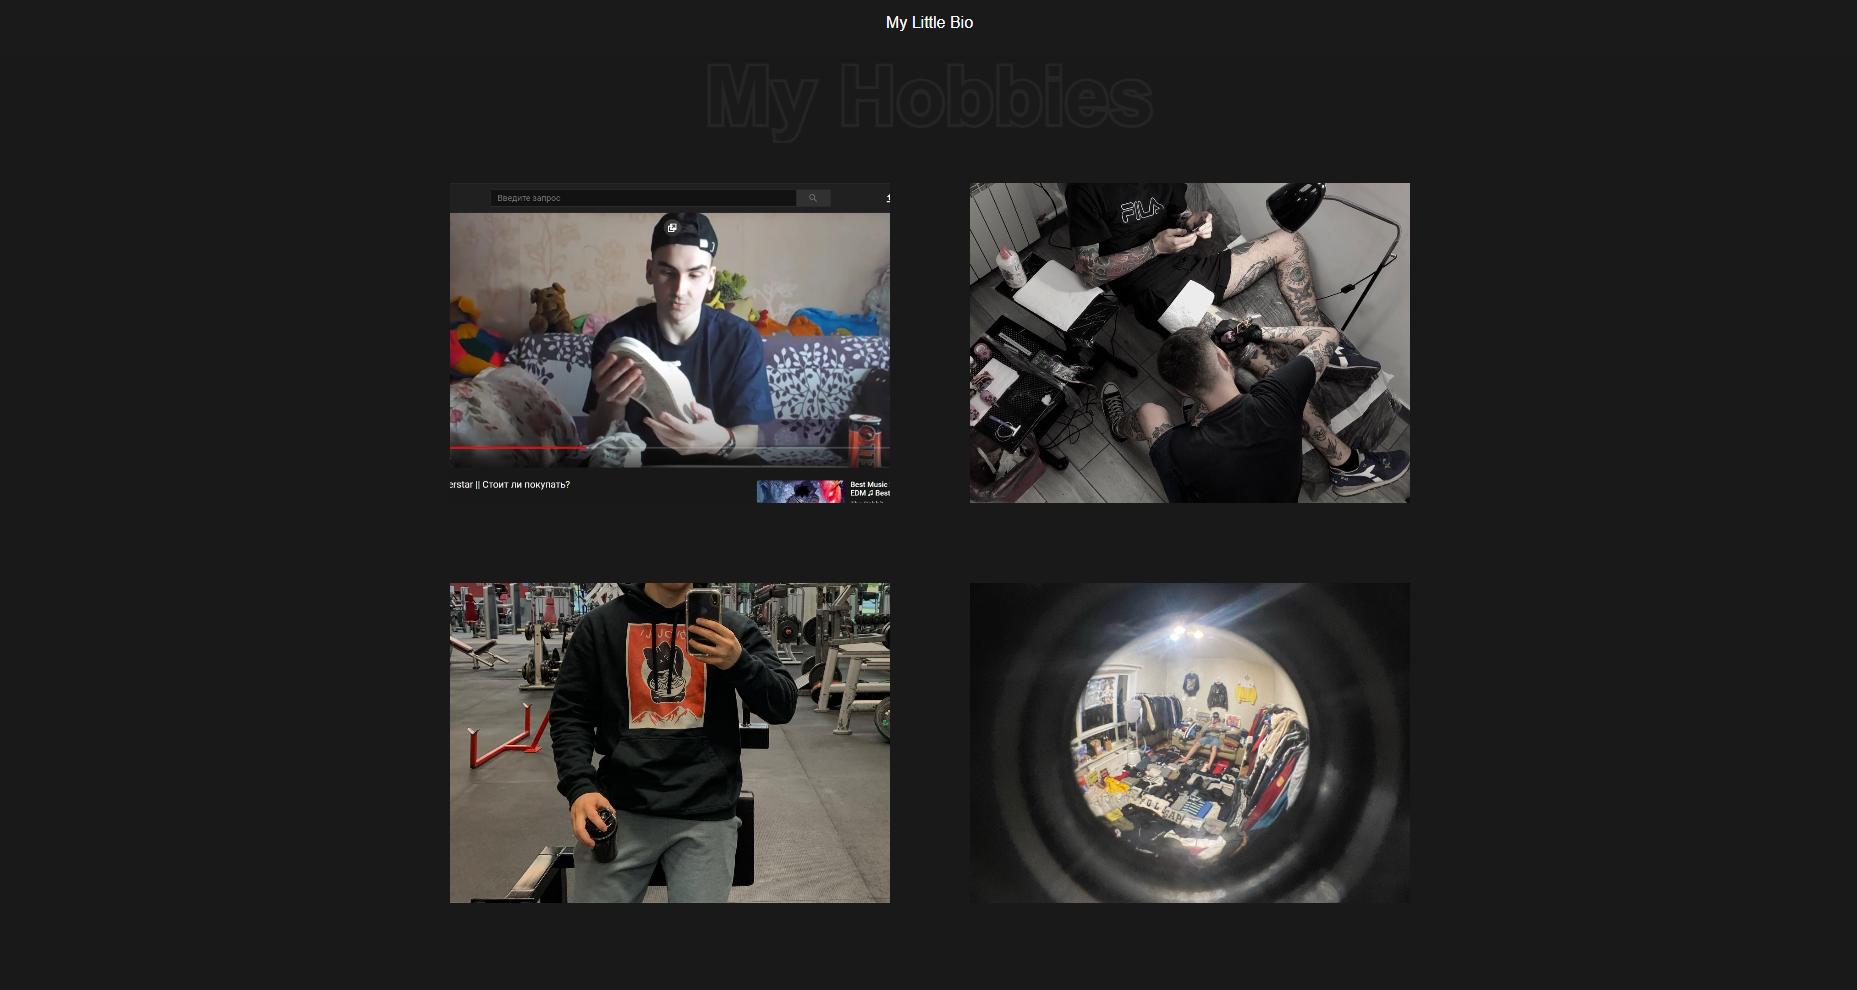 My Little Bio
My Hobbies
Введите запрос
erstar || Стоит ли покупать?
Best Music
EDM ♫ Best
FILA